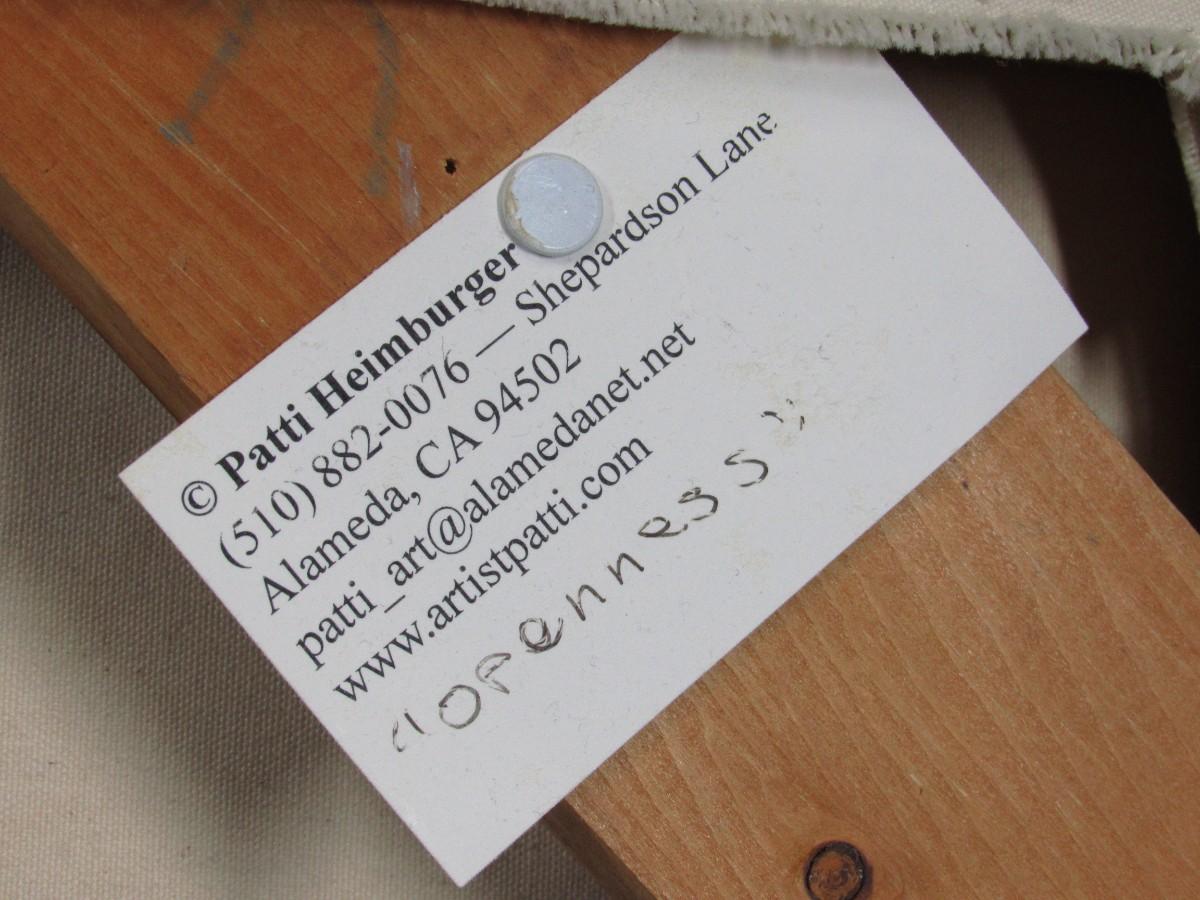 © Patti Heimburger
(510) 882-0076 — Shepardson Lane
Alameda, CA 94502
patti_art@alamedanet.net
www.artistpatti.com
"openness"